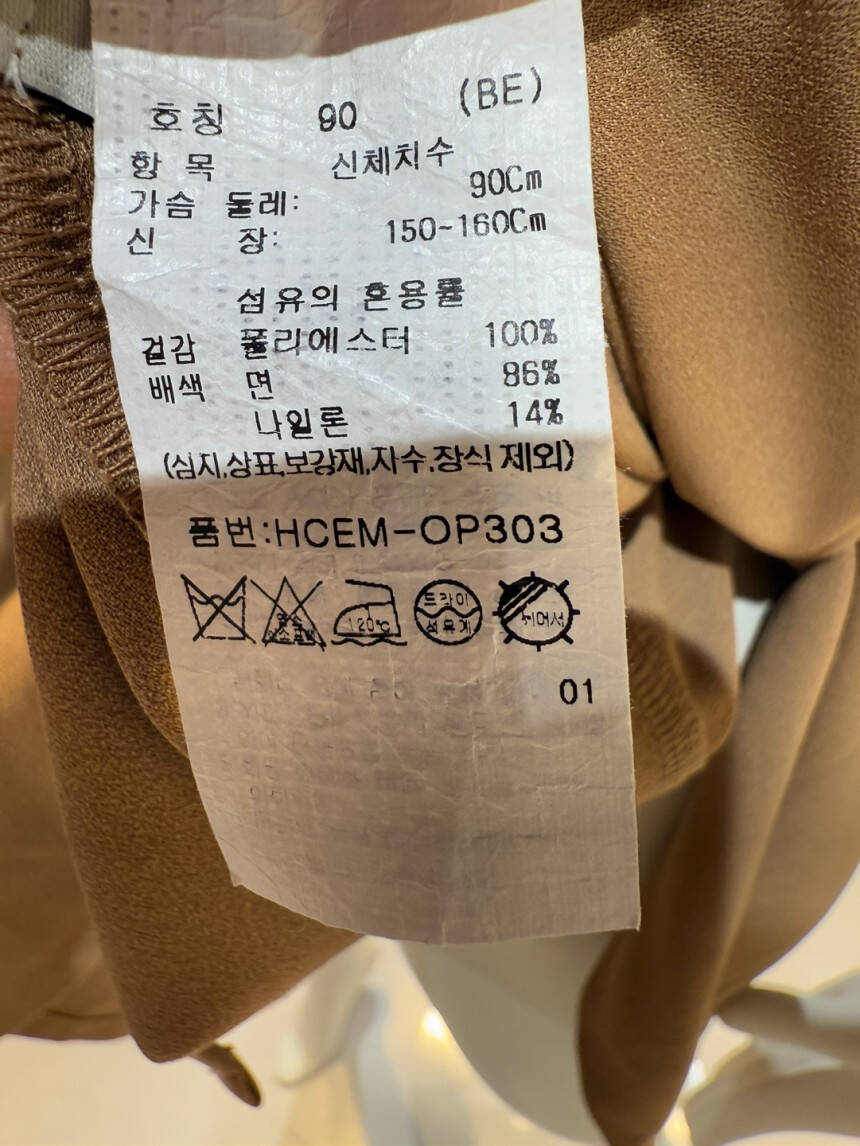 호칭 90 (BE)
항 목 신체치수
가슴 둘레: 90Cm
신 장: 150~160Cm
섬유의 혼용률
겉감 폴리에스터 100%
배색 면 86%
나일론 14%
(심지,상표,보강재,자수,장식 제외)
품번:HCEM-OP303
120℃ 드라이 뉘어서
01